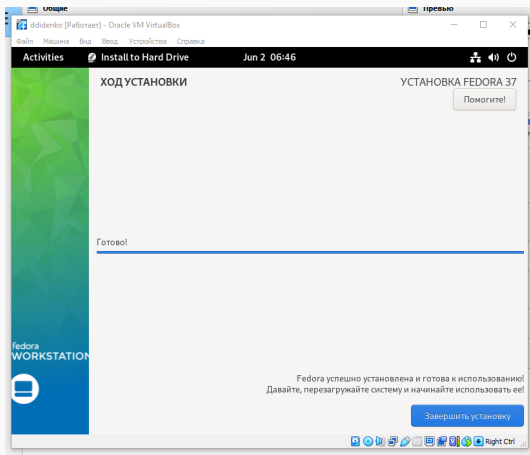 Общие
Превью
ddidenko [Работает] - Oracle VM VirtualBox
Файл Машина Вид Ввод Устройства Справка
Activities Install to Hard Drive Jun 2 06:46
ХОД УСТАНОВКИ
УСТАНОВКА FEDORA 37
Помогите!
Готово!
fedora
WORKSTATION
Fedora успешно установлена и готова к использованию!
Давайте, перезагружайте систему и начинайте использовать ее!
Завершить установку
Right Ctrl